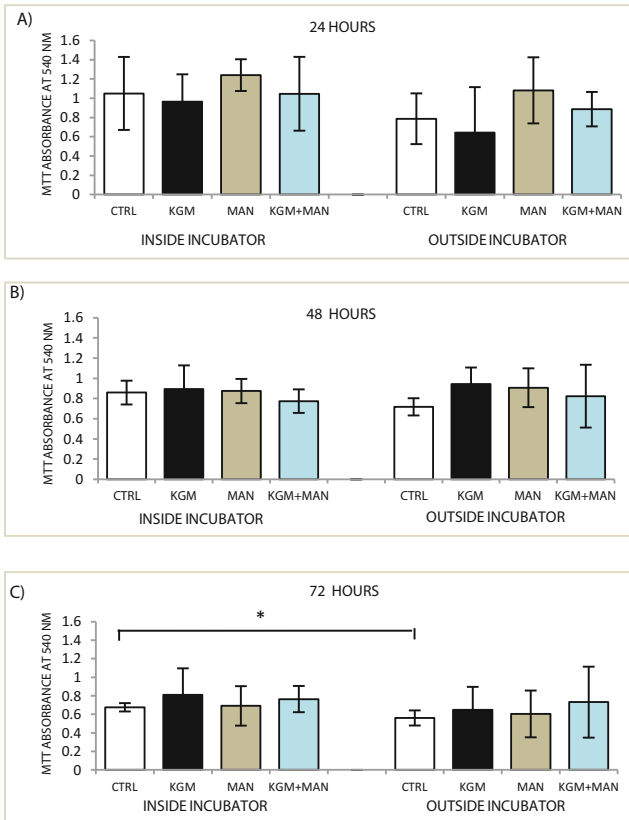 A)
24 HOURS
MTT ABSORBANCE AT 540 NM
1.6
1.4
1.2
1
0.8
0.6
0.4
0.2
0
CTRL KGM MAN KGM+MAN CTRL KGM MAN KGM+MAN
INSIDE INCUBATOR OUTSIDE INCUBATOR
B)
48 HOURS
MTT ABSORBANCE AT 540 NM
1.6
1.4
1.2
1
0.8
0.6
0.4
0.2
0
CTRL KGM MAN KGM+MAN CTRL KGM MAN KGM+MAN
INSIDE INCUBATOR OUTSIDE INCUBATOR
C)
72 HOURS
MTT ABSORBANCE AT 540 NM
1.6
1.4
1.2
1
0.8
0.6
0.4
0.2
0
*
CTRL KGM MAN KGM+MAN CTRL KGM MAN KGM+MAN
INSIDE INCUBATOR OUTSIDE INCUBATOR